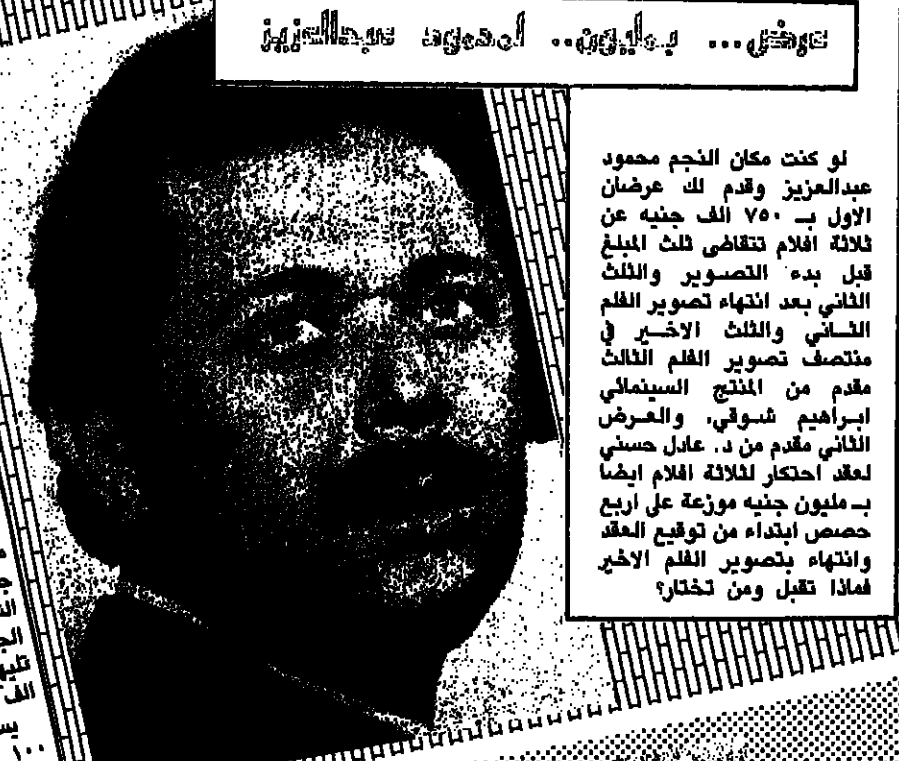 عرض... بمليون.. لمحمود عبدالعزيز
لو كنت مكان النجم محمود
عبدالعزيز وقدم لك عرضان
الاول بـ ٧٥٠ الف جنيه عن
ثلاثة افلام تتقاضى ثلث المبلغ
قبل بدء التصوير والثلث
الثاني بعد انتهاء تصوير الفلم
الثاني والثلث الاخير في
منتصف تصوير الفلم الثالث
مقدم من المنتج السينمائي
ابراهيم شوقي، والعرض
الثاني مقدم من د. عادل حسني
لعقد احتكار لثلاثة افلام ايضا
بـ مليون جنيه موزعة على اربع
حصص ابتداء من توقيع العقد
وانتهاء بتصوير الفلم الاخير
فماذا تقبل ومن تختار؟
الف
١٠٠